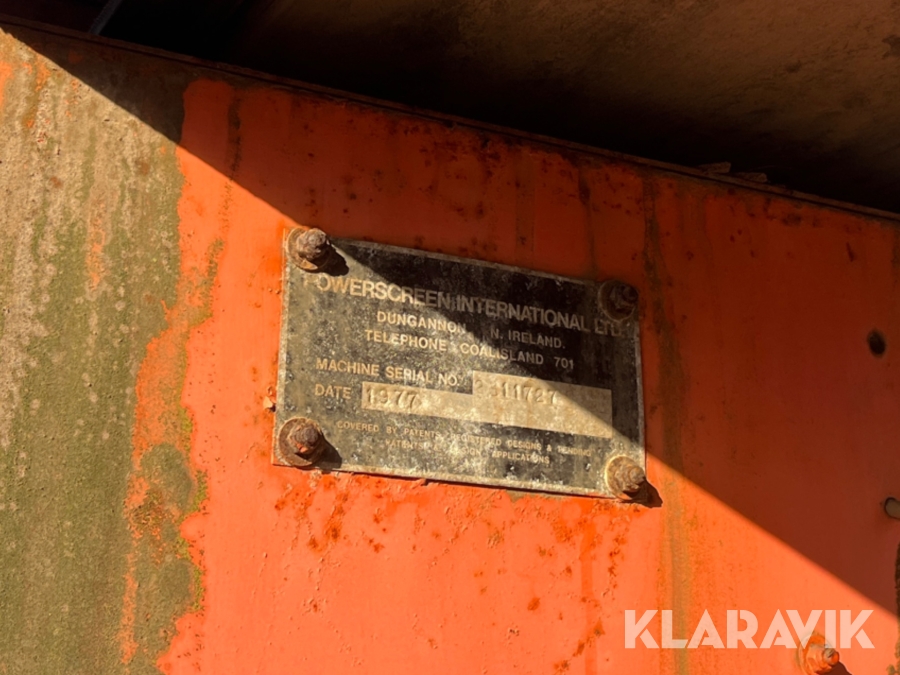 POWERSCREEN INTERNATIONAL LTD.
DUNGANNON, N. IRELAND.
TELEPHONE: COALISLAND 701
MACHINE SERIAL NO.
DATE 1977
COVERED BY PATENTS, REGISTERED DESIGNS & PENDING
PATENT & DESIGN APPLICATIONS
KLARAVIK